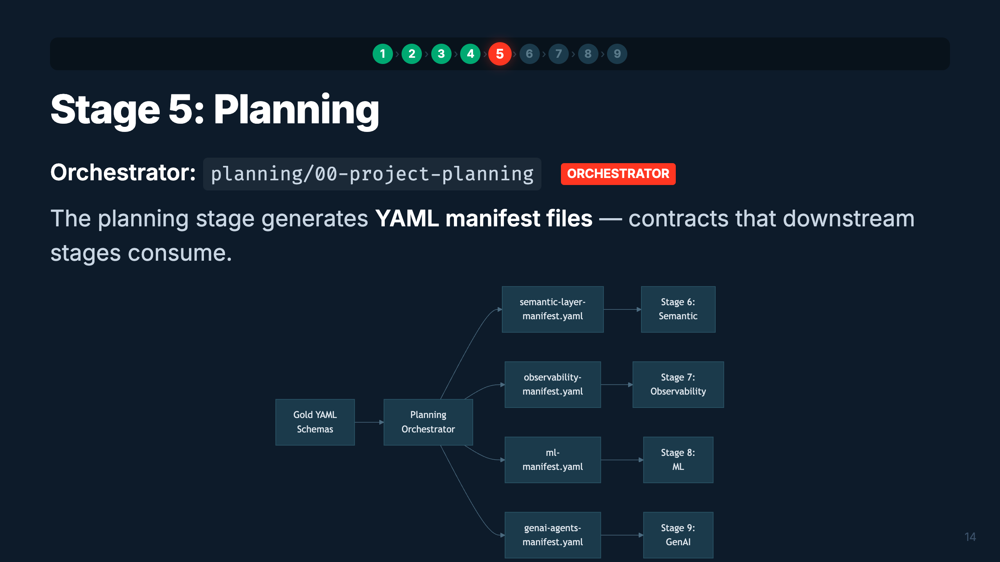 1 › 2 › 3 › 4 › 5 › 6 › 7 › 8 › 9
Stage 5: Planning
Orchestrator: planning/00-project-planning ORCHESTRATOR
The planning stage generates YAML manifest files — contracts that downstream
stages consume.
Gold YAML
Schemas
Planning
Orchestrator
semantic-layer-
manifest.yaml
Stage 6:
Semantic
observability-
manifest.yaml
Stage 7:
Observability
ml-
manifest.yaml
Stage 8:
ML
genai-agents-
manifest.yaml
Stage 9:
GenAI
14